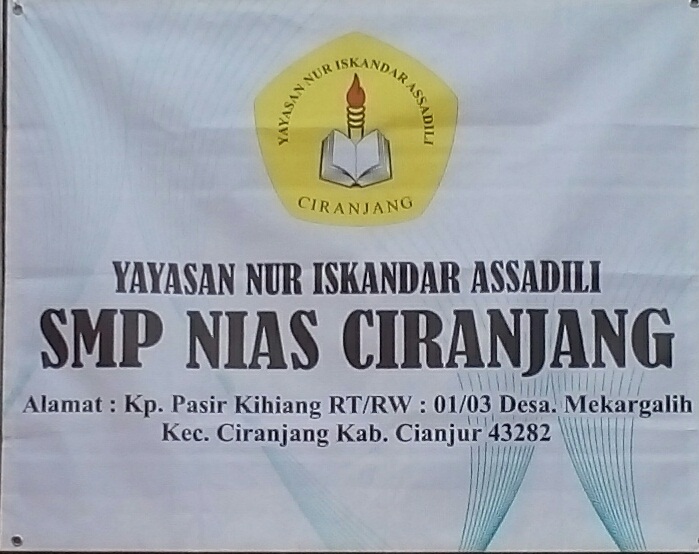 YAYASAN NUR ISKANDAR ASSADILI
CIRANJANG
YAYASAN NUR ISKANDAR ASSADILI
SMP NIAS CIRANJANG
Alamat : Kp. Pasir Kihiang RT/RW : 01/03 Desa. Mekargalih
Kec. Ciranjang Kab. Cianjur 43282